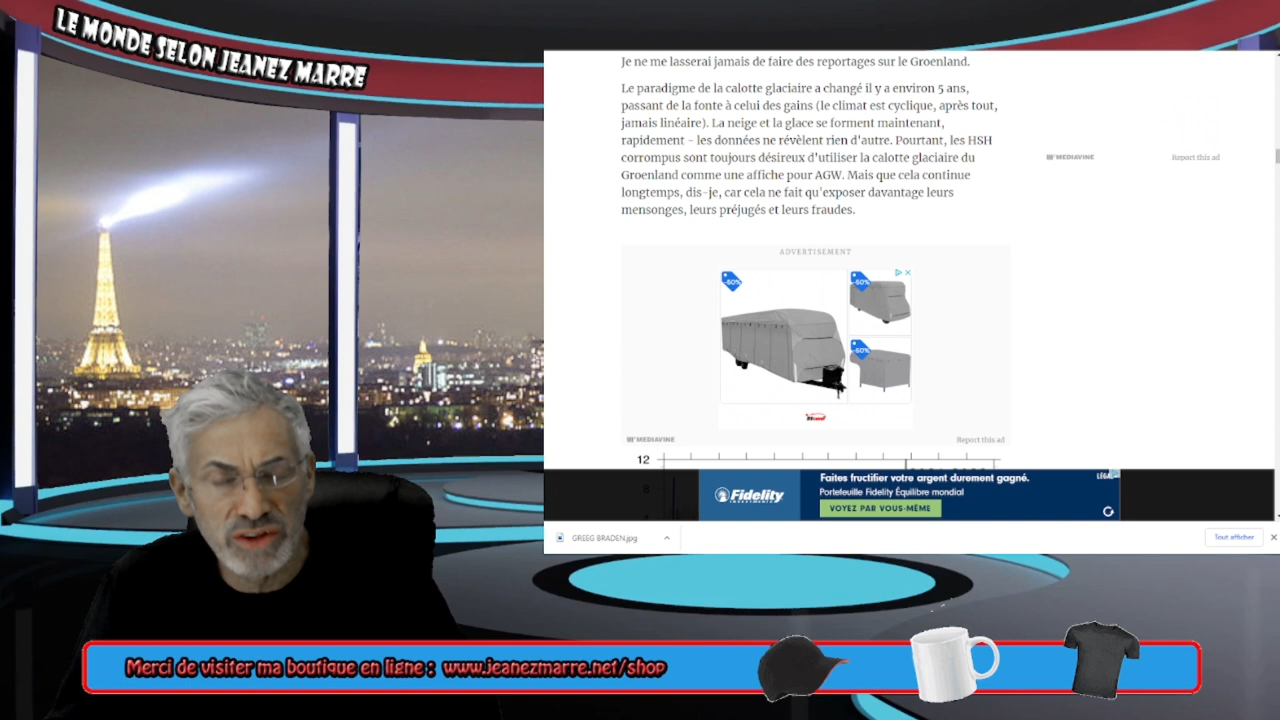 LE MONDE SELON JEANEZ MARRE
Je ne me lasserai jamais de faire des reportages sur le Groenland.
Le paradigme de la calotte glaciaire a changé il y a environ 5 ans,
passant de la fonte à celui des gains (le climat est cyclique, après tout,
jamais linéaire). La neige et la glace se forment maintenant,
rapidement - les données ne révèlent rien d'autre. Pourtant, les HSH
corrompus sont toujours désireux d'utiliser la calotte glaciaire du
Groenland comme une affiche pour AGW. Mais que cela continue
longtemps, dis-je, car cela ne fait qu'exposer davantage leurs
mensonges, leurs préjugés et leurs fraudes.
MEDIAVINE
Report this ad
ADVERTISEMENT
-60%
-60%
-60%
MEDIAVINE
Report this ad
12
8
Fidelity
INVESTMENTS
Faites fructifier votre argent durement gagné.
Portefeuille Fidelity Équilibre mondial
VOYEZ PAR VOUS-MÊME
LÉGAL
GREEG BRADEN.jpg
Tout afficher
Merci de visiter ma boutique en ligne : www.jeanezmarre.net/shop